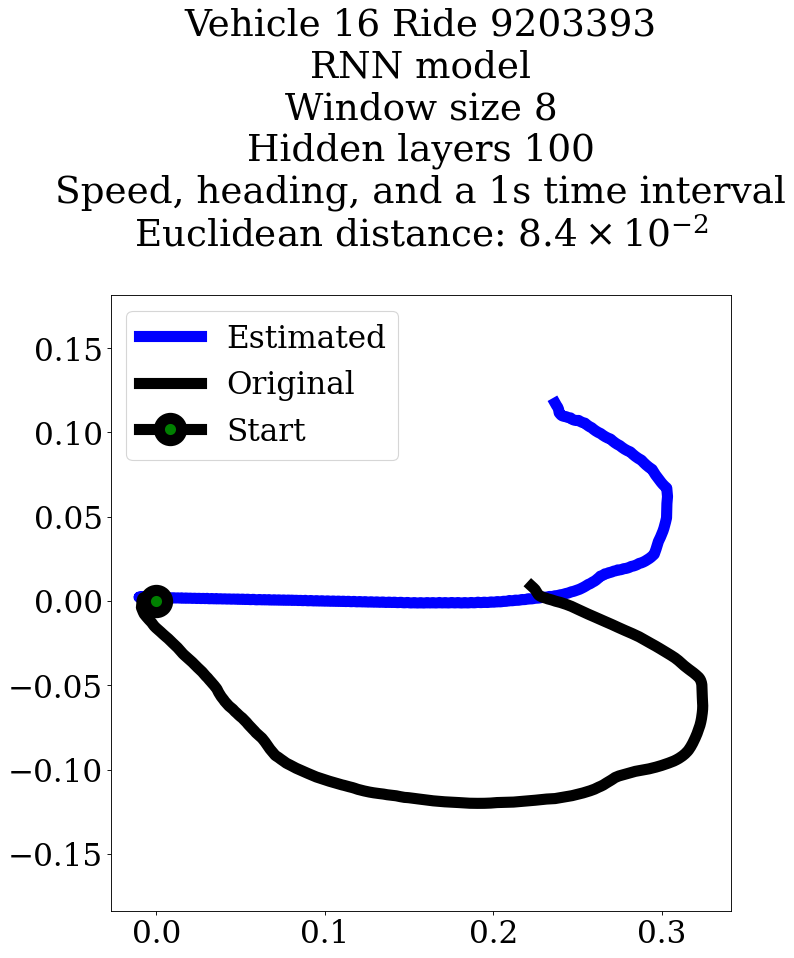 Vehicle 16 Ride 9203393
RNN model
Window size 8
Hidden layers 100
Speed, heading, and a 1s time interval
Euclidean distance: 8.4 × 10⁻²
Estimated
Original
Start
0.15
0.10
0.05
0.00
−0.05
−0.10
−0.15
0.0 0.1 0.2 0.3